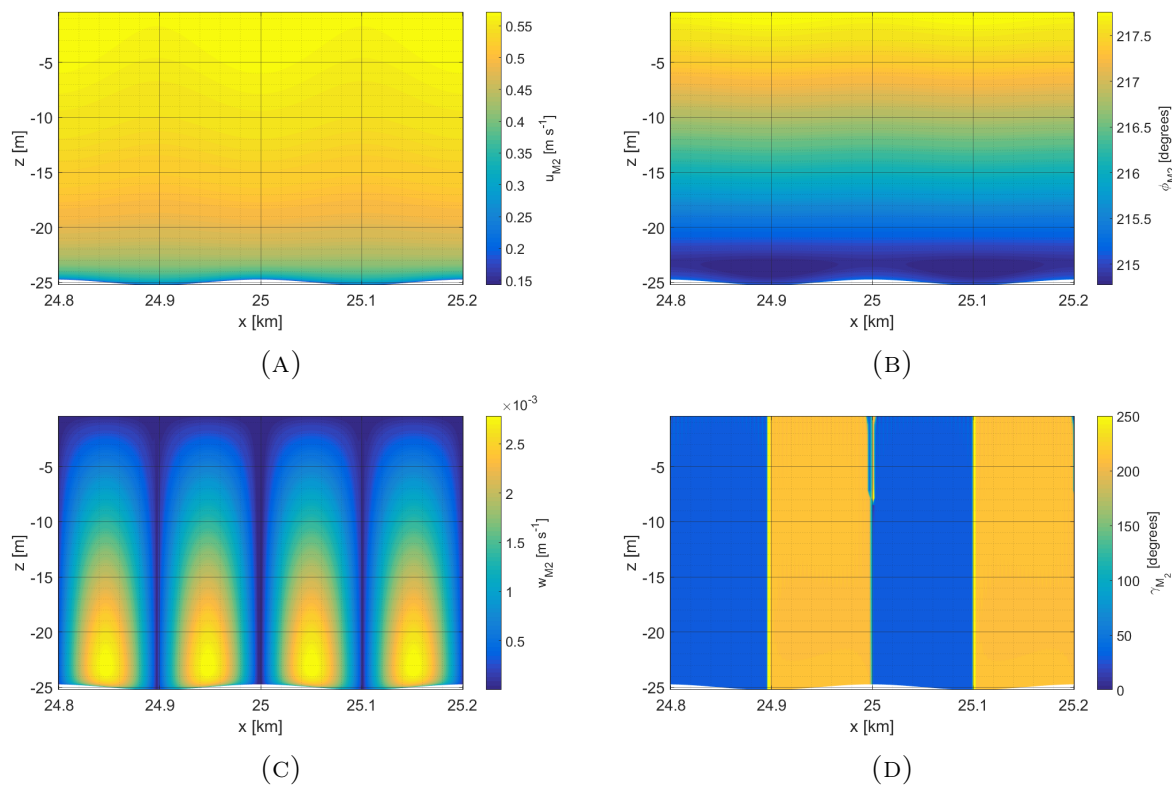 -5
-10
-15
-20
-25
z [m]
24.8 24.9 25 25.1 25.2
x [km]
0.55
0.5
0.45
0.4
0.35
0.3
0.25
0.2
0.15
u_M2 [m s⁻¹]
(A)
-5
-10
-15
-20
-25
z [m]
24.8 24.9 25 25.1 25.2
x [km]
217.5
217
216.5
216
215.5
215
ϕ_M2 [degrees]
(B)
-5
-10
-15
-20
-25
z [m]
24.8 24.9 25 25.1 25.2
x [km]
×10⁻³
2.5
2
1.5
1
0.5
w_M2 [m s⁻¹]
(C)
-5
-10
-15
-20
-25
z [m]
24.8 24.9 25 25.1 25.2
x [km]
250
200
150
100
50
0
γ_M₂ [degrees]
(D)